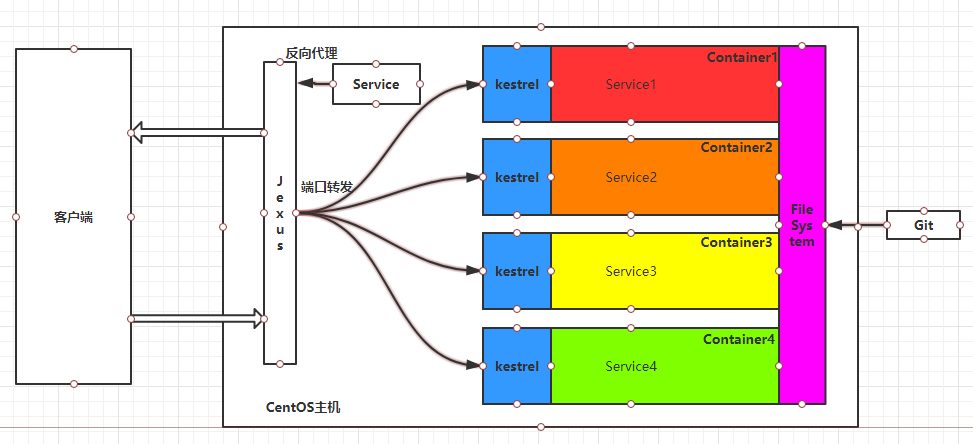 反向代理
Service
客户端
J
e
x
u
s
端口转发
kestrel
Service1
Container1
kestrel
Service2
Container2
kestrel
Service3
Container3
kestrel
Service4
Container4
File
Sys
tem
Git
CentOS主机